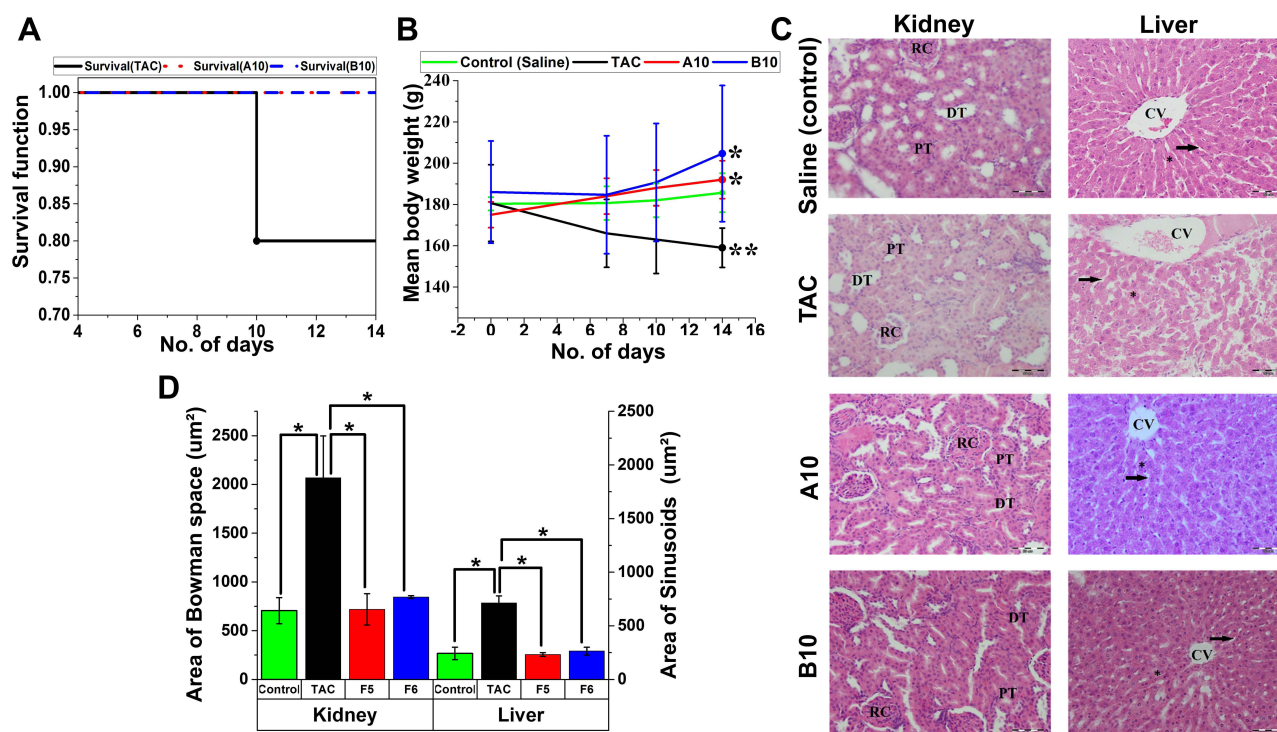 A
Survival(TAC) Survival(A10) Survival(B10)
1.00
0.95
0.90
0.85
0.80
0.75
0.70
4 6 8 10 12 14
Survival function
No. of days
B
Control (Saline) TAC A10 B10
240
220
200
180
160
140
-2 0 2 4 6 8 10 12 14 16
Mean body weight (g)
No. of days
*
*
**
C
Kidney Liver
Saline (control)
RC
DT
PT
CV
*
TAC
PT
DT
RC
CV
*
A10
RC
PT
DT
CV
*
B10
DT
PT
RC
CV
*
D
Area of Bowman space (um²)
2500
2000
1500
1000
500
0
* * *
* * *
2500
2000
1500
1000
500
0
Area of Sinusoids (um²)
Control TAC F5 F6 Control TAC F5 F6
Kidney Liver